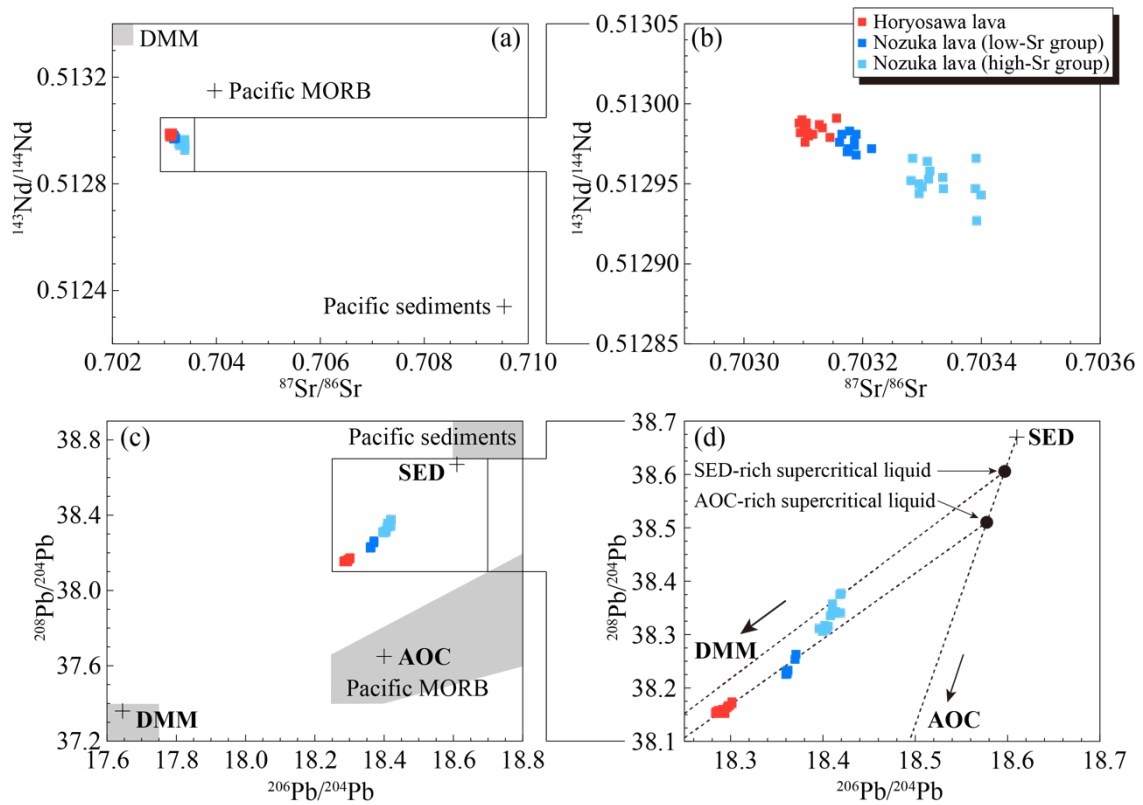 Horyosawa lava
Nozuka lava (low-Sr group)
Nozuka lava (high-Sr group)
DMM
(a)
Pacific MORB
Pacific sediments
0.5132
0.5128
0.5124
143Nd/144Nd
0.702 0.704 0.706 0.708 0.710
87Sr/86Sr
(b)
0.51305
0.51300
0.51295
0.51290
0.51285
143Nd/144Nd
0.7030 0.7032 0.7034 0.7036
87Sr/86Sr
(c)
Pacific sediments
SED
AOC
Pacific MORB
DMM
38.8
38.4
38.0
37.6
37.2
208Pb/204Pb
17.6 17.8 18.0 18.2 18.4 18.6 18.8
206Pb/204Pb
(d)
SED
SED-rich supercritical liquid
AOC-rich supercritical liquid
DMM
AOC
38.7
38.6
38.5
38.4
38.3
38.2
38.1
208Pb/204Pb
18.3 18.4 18.5 18.6 18.7
206Pb/204Pb